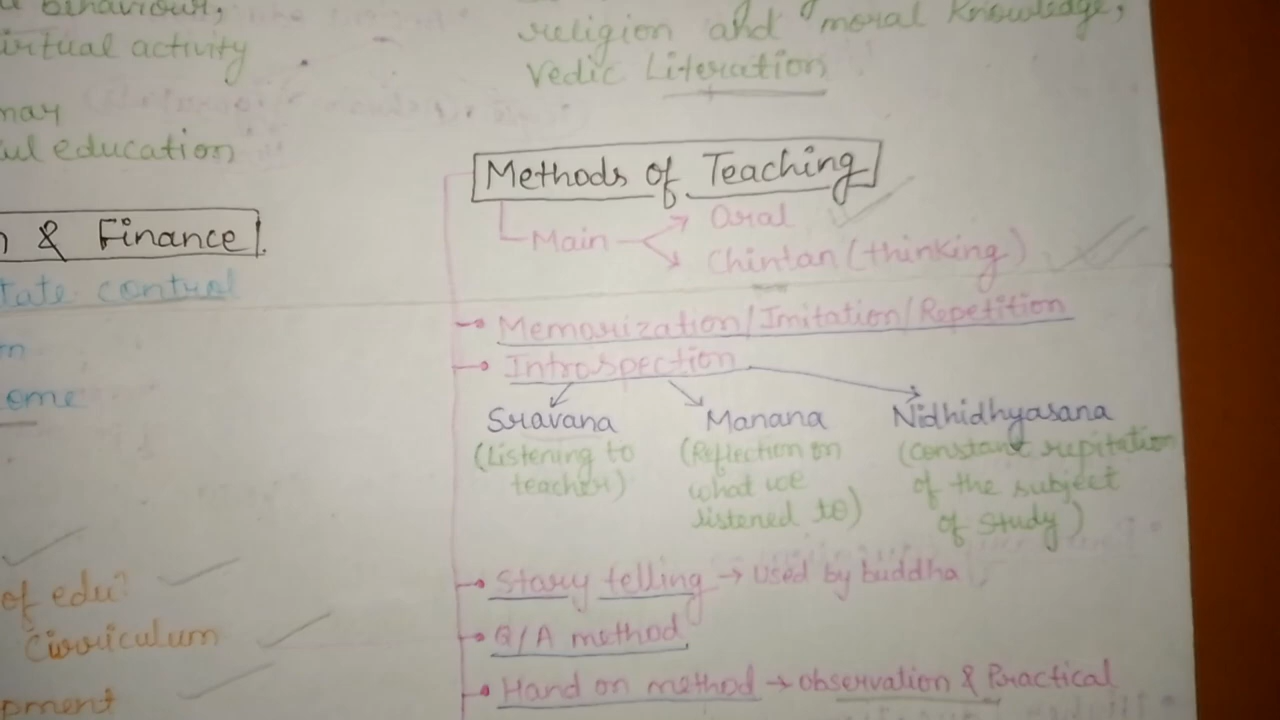 behaviour,
virtual activity
may
ul education
& Finance
tate control
ome
of edu?
Curriculum
pment
religion and moral knowledge,
Vedic Literation
Methods of Teaching
Main
Oral
Chintan (thinking)
Memorization/Imitation/Repetition
Introspection
Sravana
(Listening to
teacher)
Manana
(Reflection on
what we
listened to)
Nidhidhyasana
(constant repitation
of the subject
of study)
Story telling → Used by buddha
Q/A method
Hand on method → observation & Practical